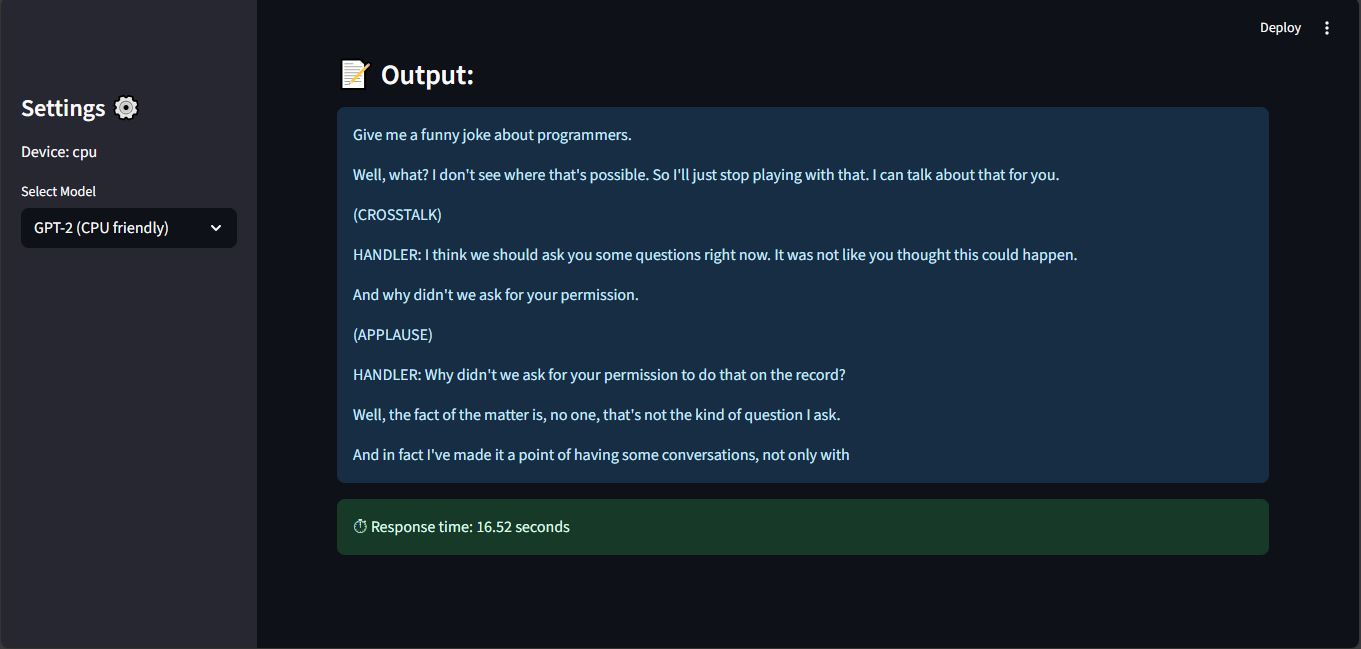 Deploy
Settings
Device: cpu
Select Model
GPT-2 (CPU friendly)
Output:
Give me a funny joke about programmers.
Well, what? I don't see where that's possible. So I'll just stop playing with that. I can talk about that for you.
(CROSSTALK)
HANDLER: I think we should ask you some questions right now. It was not like you thought this could happen.
And why didn't we ask for your permission.
(APPLAUSE)
HANDLER: Why didn't we ask for your permission to do that on the record?
Well, the fact of the matter is, no one, that's not the kind of question I ask.
And in fact I've made it a point of having some conversations, not only with
Response time: 16.52 seconds